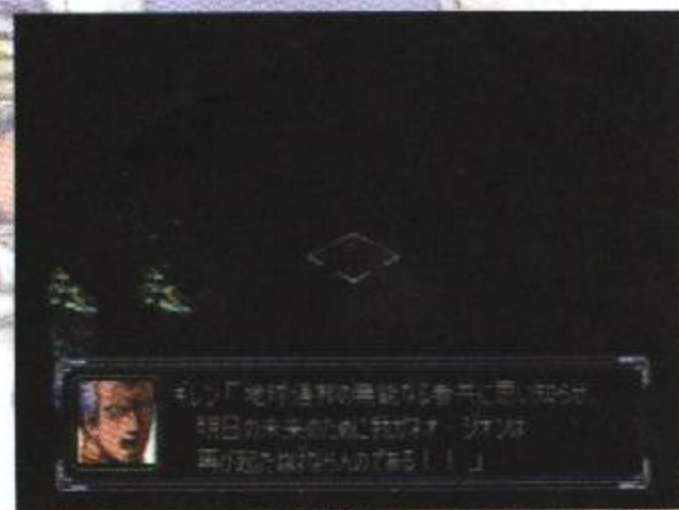 ギレン「地球連邦の無能なる者共に思い知らせ、
明日の未来のために我がネオ・ジオンは
再び起たねばならんのである！！」